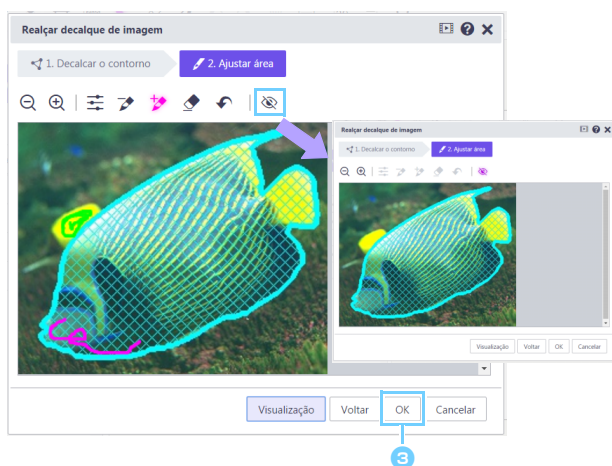 Realçar decalque de imagem
1. Decalcar o contorno
2. Ajustar área
Realçar decalque de imagem
1. Decalcar o contorno
2. Ajustar área
Visualização Voltar OK Cancelar
Visualização Voltar OK Cancelar
3